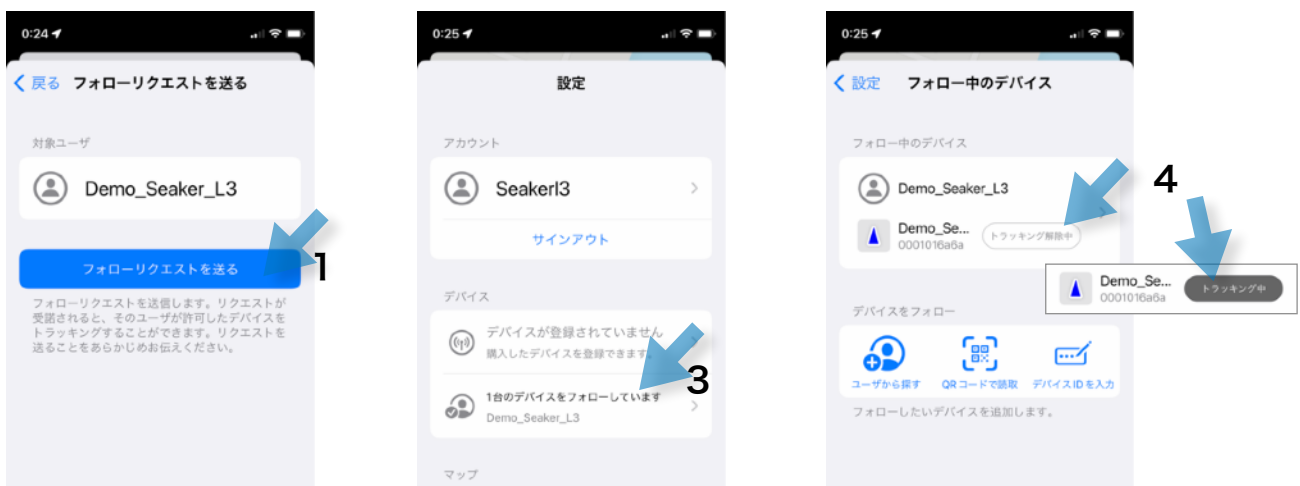 0:24
戻る フォローリクエストを送る
対象ユーザ
Demo_Seaker_L3
フォローリクエストを送る
1
フォローリクエストを送信します。リクエストが
受諾されると、そのユーザが許可したデバイスを
トラッキングすることができます。リクエストを
送ることをあらかじめお伝えください。
0:25
設定
アカウント
Seakerl3
サインアウト
デバイス
デバイスが登録されていません
購入したデバイスを登録できます。
3
1台のデバイスをフォローしています
Demo_Seaker_L3
マップ
0:25
設定 フォロー中のデバイス
フォロー中のデバイス
4
Demo_Seaker_L3
Demo_Se...
0001016a6a
トラッキング解除中
Demo_Se...
0001016a6a
トラッキング中
デバイスをフォロー
ユーザから探す QRコードで読取 デバイスIDを入力
フォローしたいデバイスを追加します。